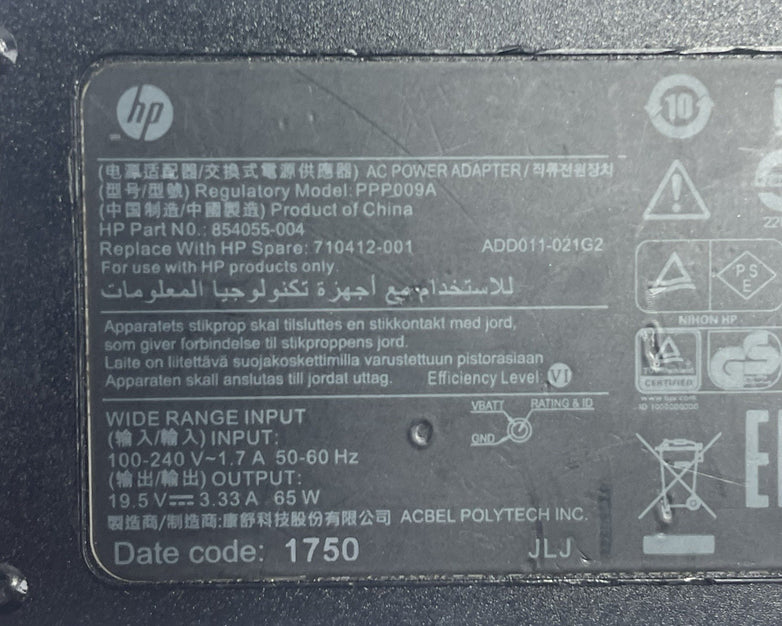 hp
10
(电源适配器/交換式電源供應器) AC POWER ADAPTER / 직류전원장치
(型号/型號) Regulatory Model: PPP009A
(中国制造/中國製造) Product of China
HP Part NO.: 854055-004
Replace With HP Spare: 710412-001 ADD011-021G2
For use with HP products only.
للاستخدام مع أجهزة تكنولوجيا المعلومات
PS
E
NIHON HP
Apparatets stikprop skal tilsluttes en stikkontakt med jord,
som giver forbindelse til stikproppens jord.
Laite on liitettävä suojakoskettimilla varustettuun pistorasiaan
Apparaten skall anslutas till jordat uttag. Efficiency Level VI
CERTIFIED
WIDE RANGE INPUT
VBATT RATING & ID
GND
(输入/輸入) INPUT:
100-240 V~1.7 A 50-60 Hz
(输出/輸出) OUTPUT:
19.5 V⎓ 3.33 A 65 W
製造商/制造商:康舒科技股份有限公司 ACBEL POLYTECH INC.
Date code: 1750 JLJ